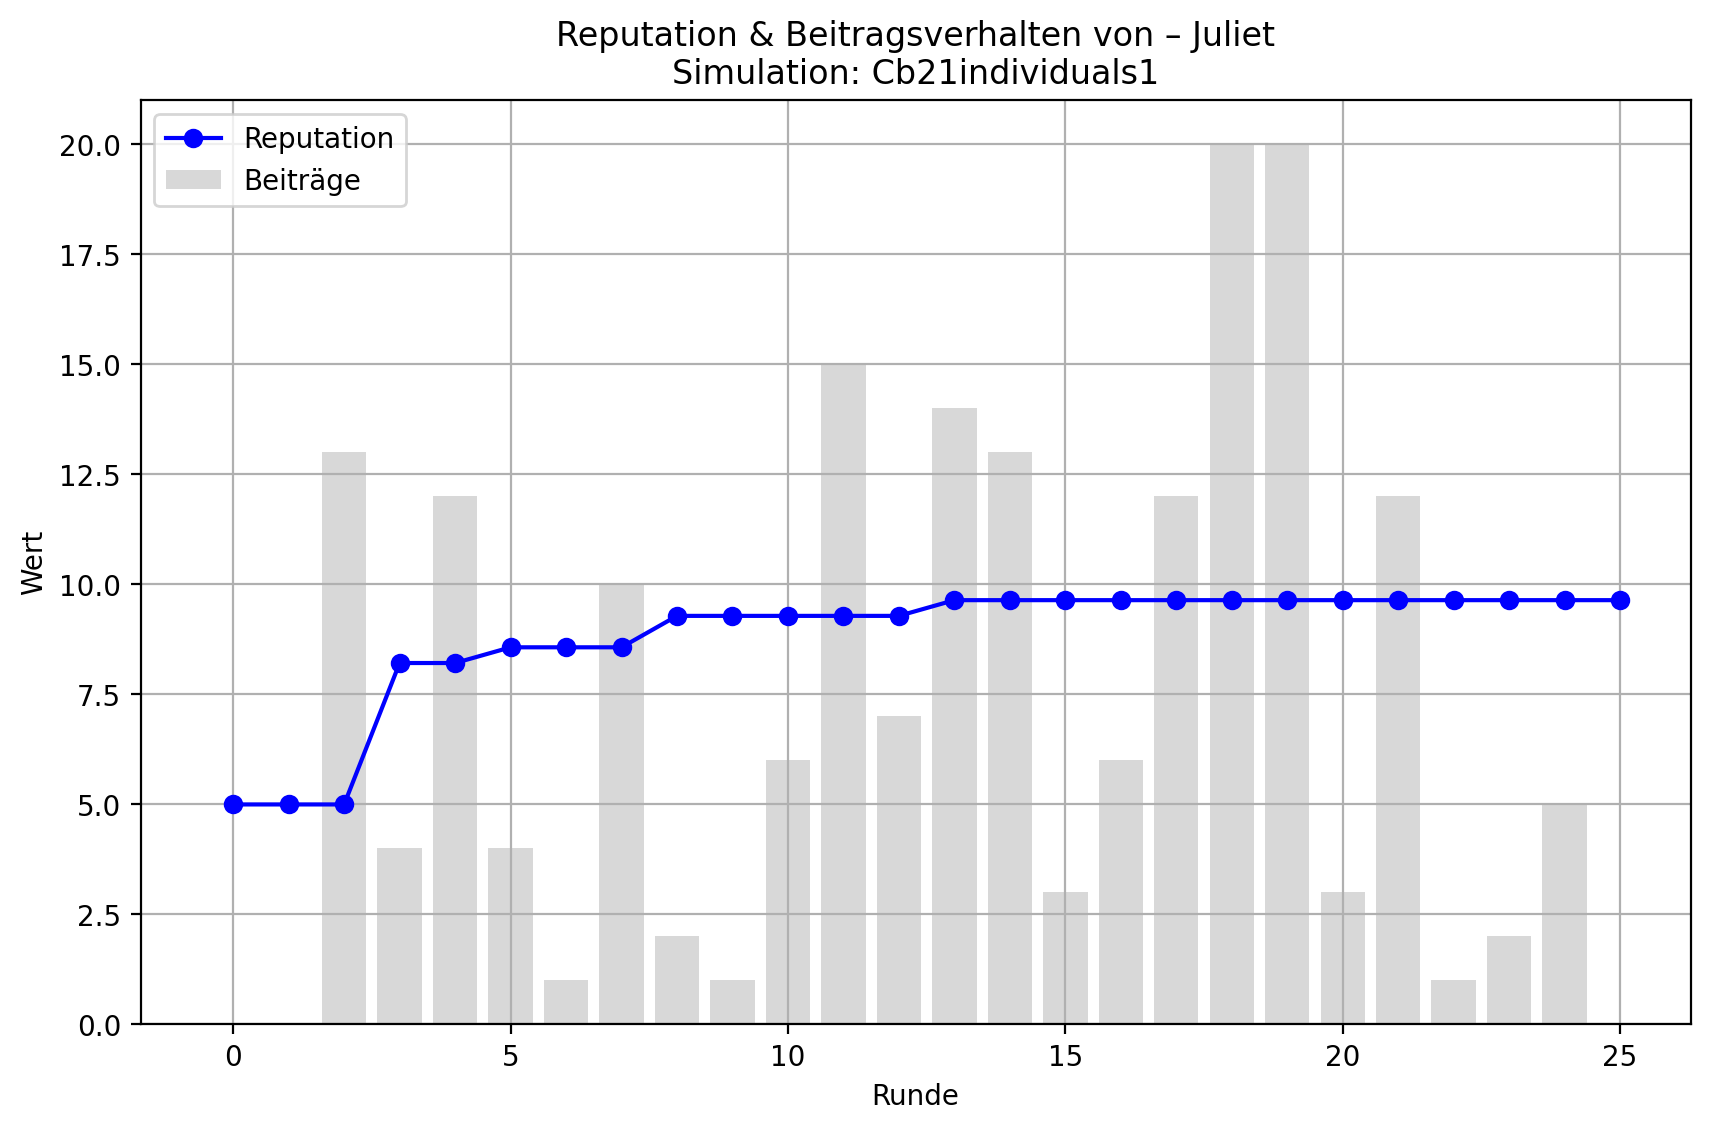 Reputation & Beitragsverhalten von – Juliet
Simulation: Cb21individuals1
Reputation
Beiträge
20.0
17.5
15.0
12.5
10.0
7.5
5.0
2.5
0.0
Wert
0 5 10 15 20 25
Runde